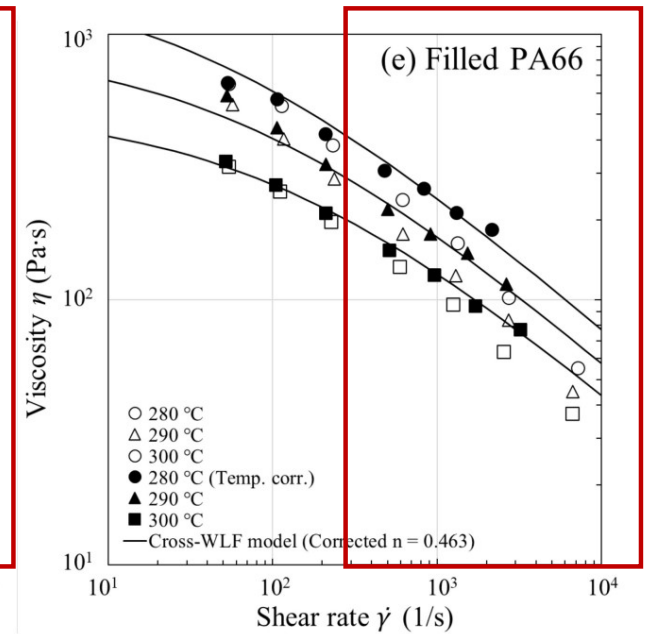 (e) Filled PA66
Viscosity η (Pa·s)
10³
10²
10¹
280 ℃
290 ℃
300 ℃
280 ℃ (Temp. corr.)
290 ℃
300 ℃
Cross-WLF model (Corrected n = 0.463)
10¹ 10² 10³ 10⁴
Shear rate γ̇ (1/s)